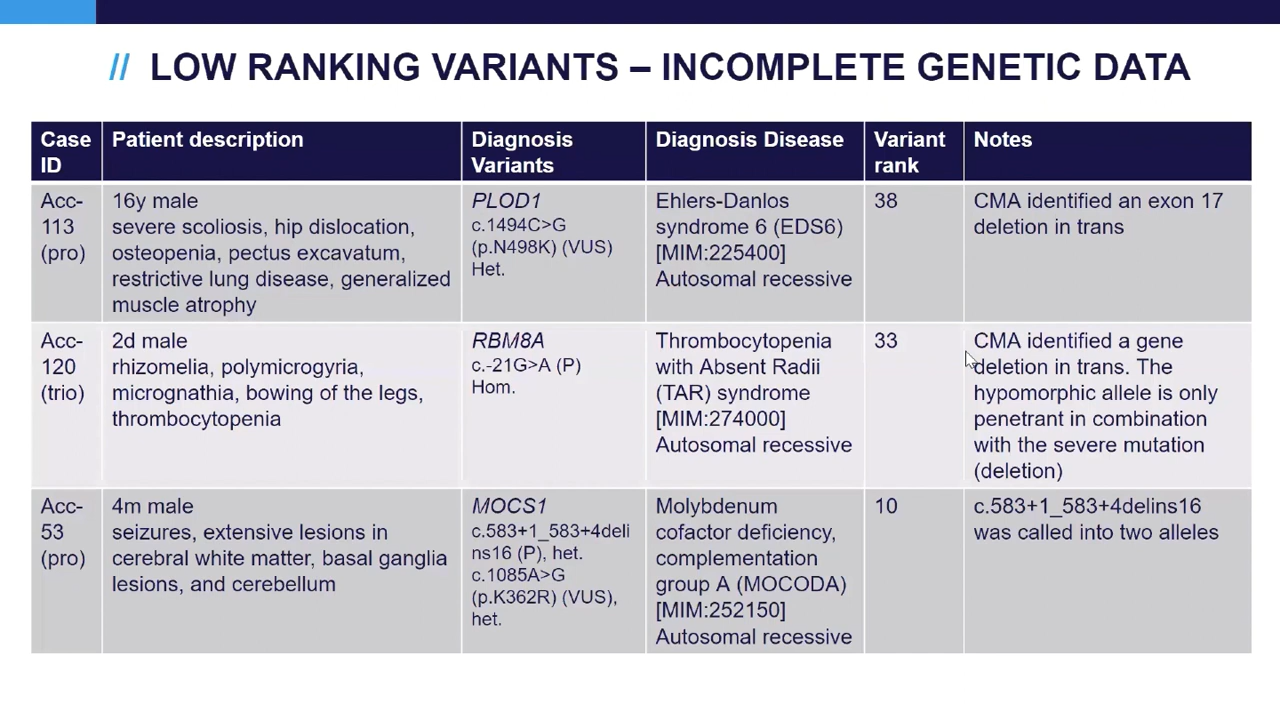 // LOW RANKING VARIANTS – INCOMPLETE GENETIC DATA
Case ID
Patient description
Diagnosis Variants
Diagnosis Disease
Variant rank
Notes
Acc-
113
(pro)
16y male
severe scoliosis, hip dislocation,
osteopenia, pectus excavatum,
restrictive lung disease, generalized
muscle atrophy
PLOD1
c.1494C>G
(p.N498K) (VUS)
Het.
Ehlers-Danlos
syndrome 6 (EDS6)
[MIM:225400]
Autosomal recessive
38
CMA identified an exon 17
deletion in trans
Acc-
120
(trio)
2d male
rhizomelia, polymicrogyria,
micrognathia, bowing of the legs,
thrombocytopenia
RBM8A
c.-21G>A (P)
Hom.
Thrombocytopenia
with Absent Radii
(TAR) syndrome
[MIM:274000]
Autosomal recessive
33
CMA identified a gene
deletion in trans. The
hypomorphic allele is only
penetrant in combination
with the severe mutation
(deletion)
Acc-
53
(pro)
4m male
seizures, extensive lesions in
cerebral white matter, basal ganglia
lesions, and cerebellum
MOCS1
c.583+1_583+4deli
ns16 (P), het.
c.1085A>G
(p.K362R) (VUS),
het.
Molybdenum
cofactor deficiency,
complementation
group A (MOCODA)
[MIM:252150]
Autosomal recessive
10
c.583+1_583+4delins16
was called into two alleles